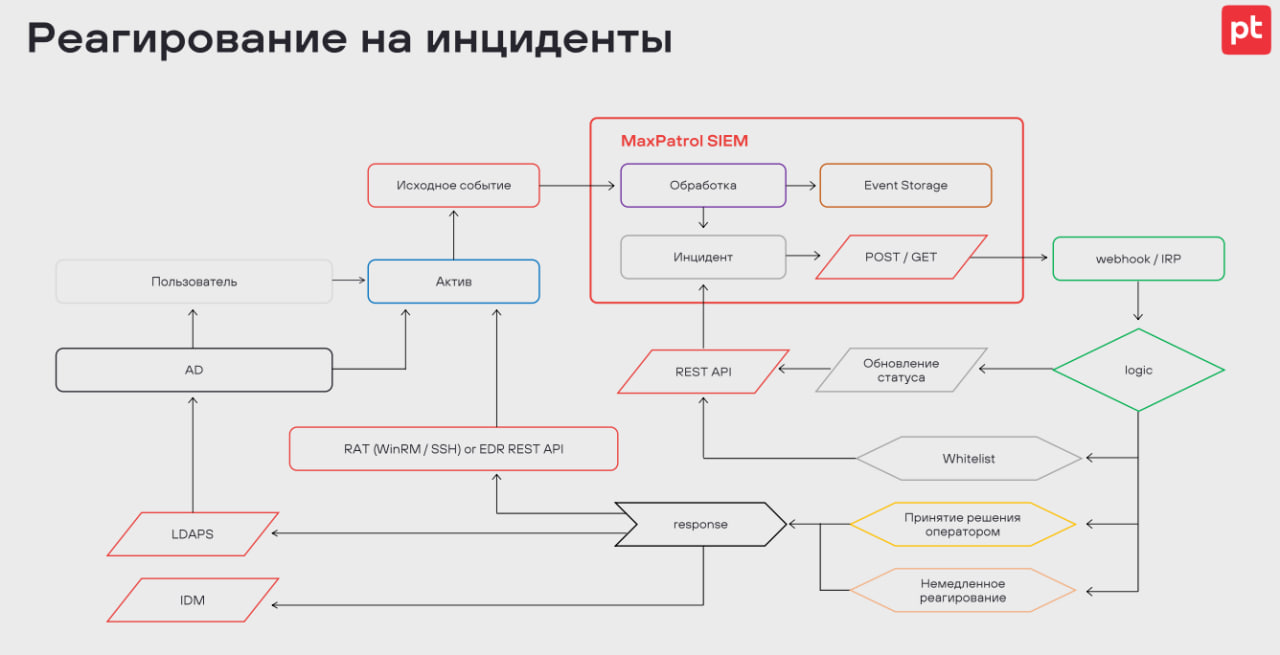 Реагирование на инциденты
pt
MaxPatrol SIEM
Исходное событие
Обработка
Event Storage
Инцидент
POST / GET
webhook / IRP
Пользователь
Актив
AD
REST API
Обновление
статуса
logic
RAT (WinRM / SSH) or EDR REST API
Whitelist
LDAPS
response
Принятие решения
оператором
IDM
Немедленное
реагирование